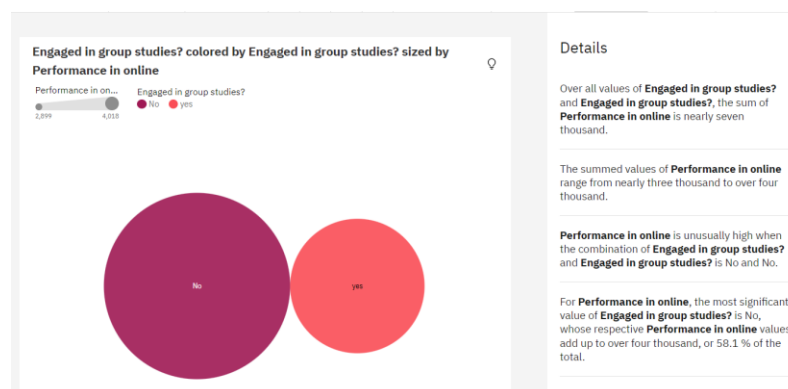 Engaged in group studies? colored by Engaged in group studies? sized by
Performance in online
Performance in on...
2,899
4,018
Engaged in group studies?
No
yes
No
yes
Details
Over all values of Engaged in group studies?
and Engaged in group studies?, the sum of
Performance in online is nearly seven
thousand.
The summed values of Performance in online
range from nearly three thousand to over four
thousand.
Performance in online is unusually high when
the combination of Engaged in group studies?
and Engaged in group studies? is No and No.
For Performance in online, the most significant
value of Engaged in group studies? is No,
whose respective Performance in online values
add up to over four thousand, or 58.1 % of the
total.